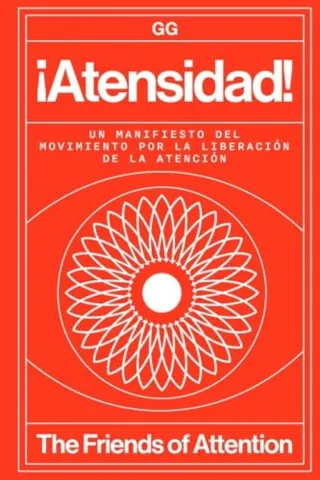 GG
¡Atensidad!
UN MANIFIESTO DEL
MOVIMIENTO POR LA LIBERACIÓN
DE LA ATENCIÓN
The Friends of Attention